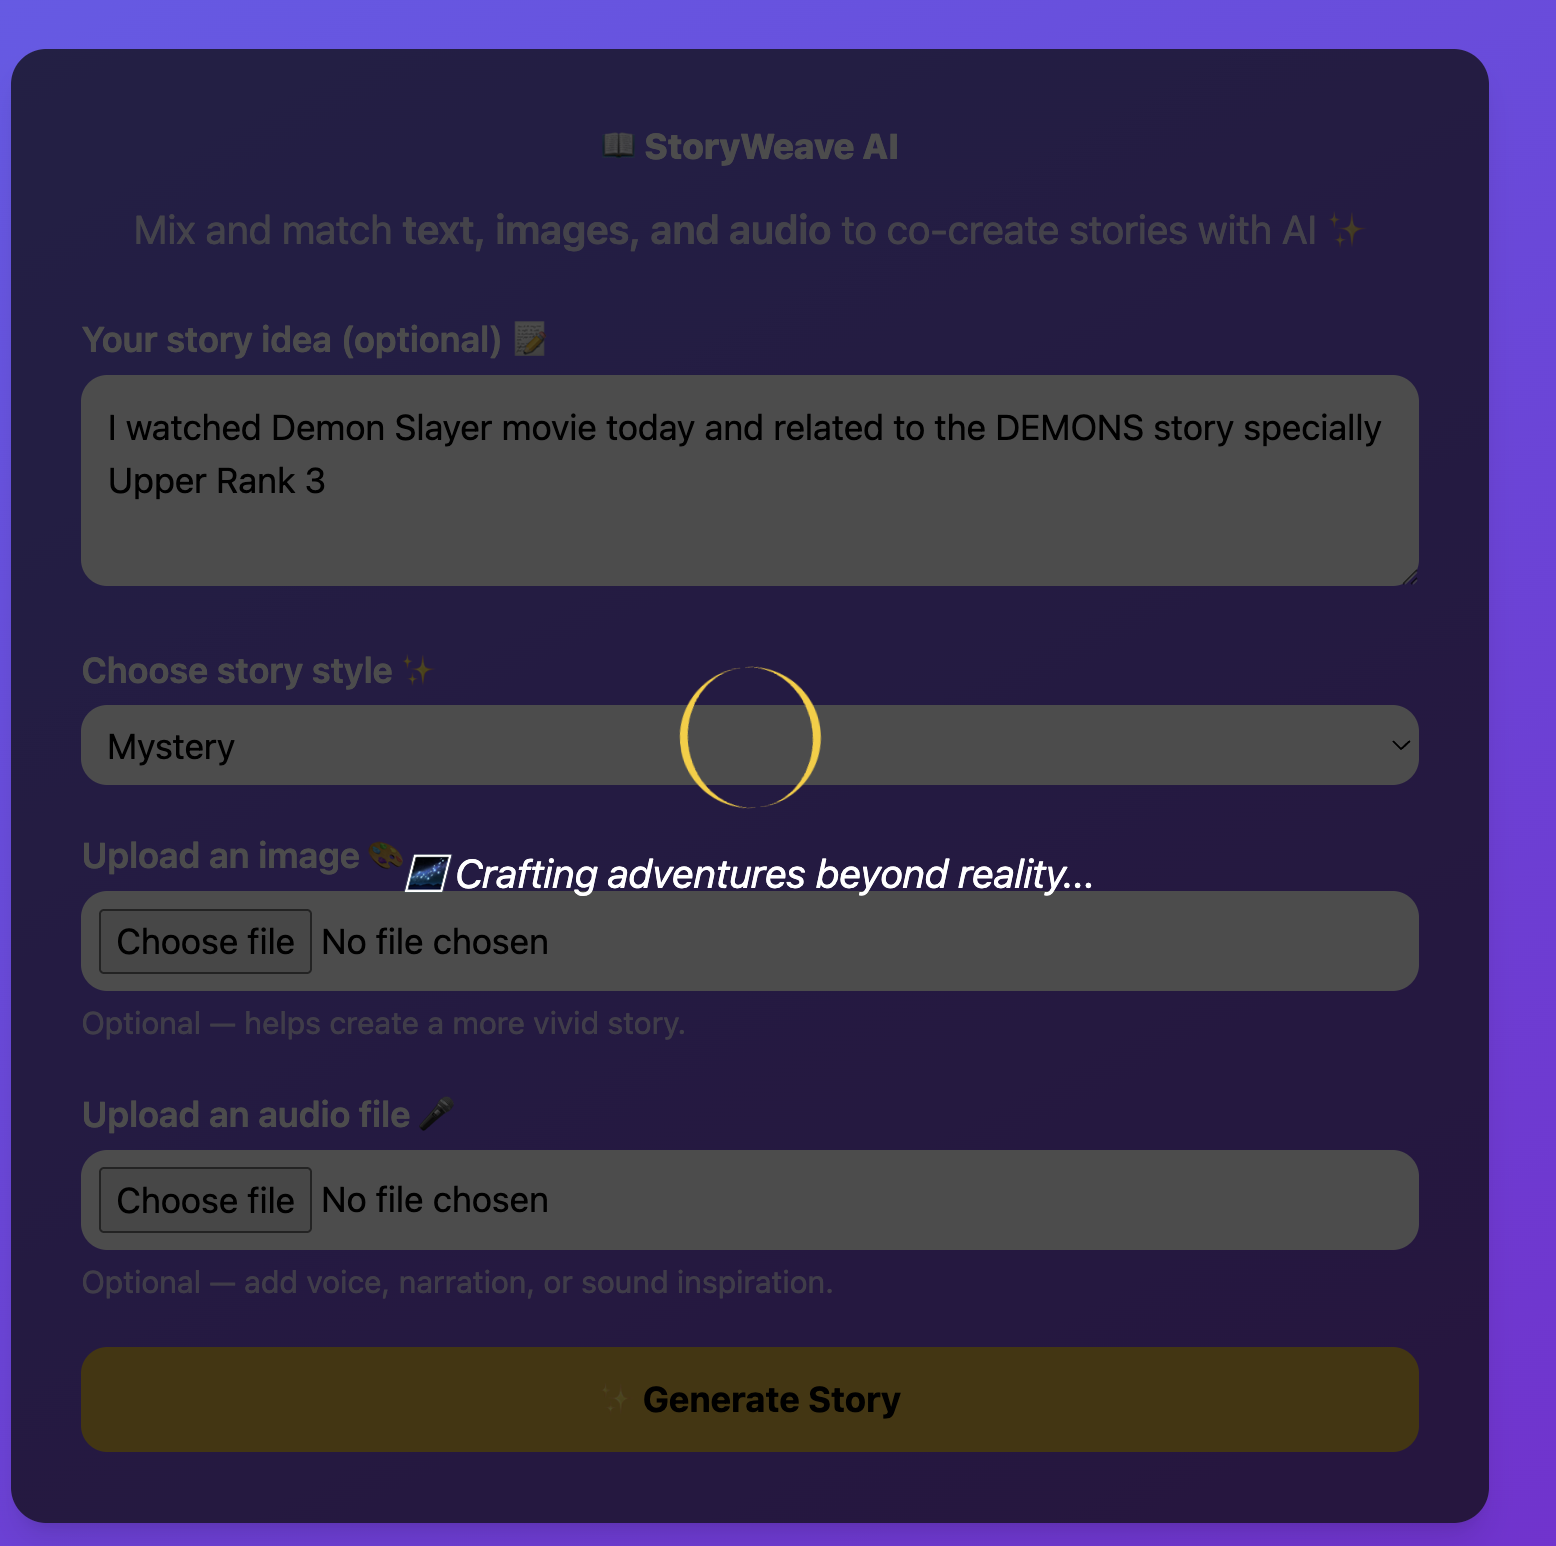 📖 StoryWeave AI
Mix and match text, images, and audio to co-create stories with AI ✨
Your story idea (optional) 📝
I watched Demon Slayer movie today and related to the DEMONS story specially
Upper Rank 3
Choose story style ✨
Mystery
Upload an image 🎨
🌌 Crafting adventures beyond reality...
Choose file No file chosen
Optional — helps create a more vivid story.
Upload an audio file 🎤
Choose file No file chosen
Optional — add voice, narration, or sound inspiration.
✨ Generate Story